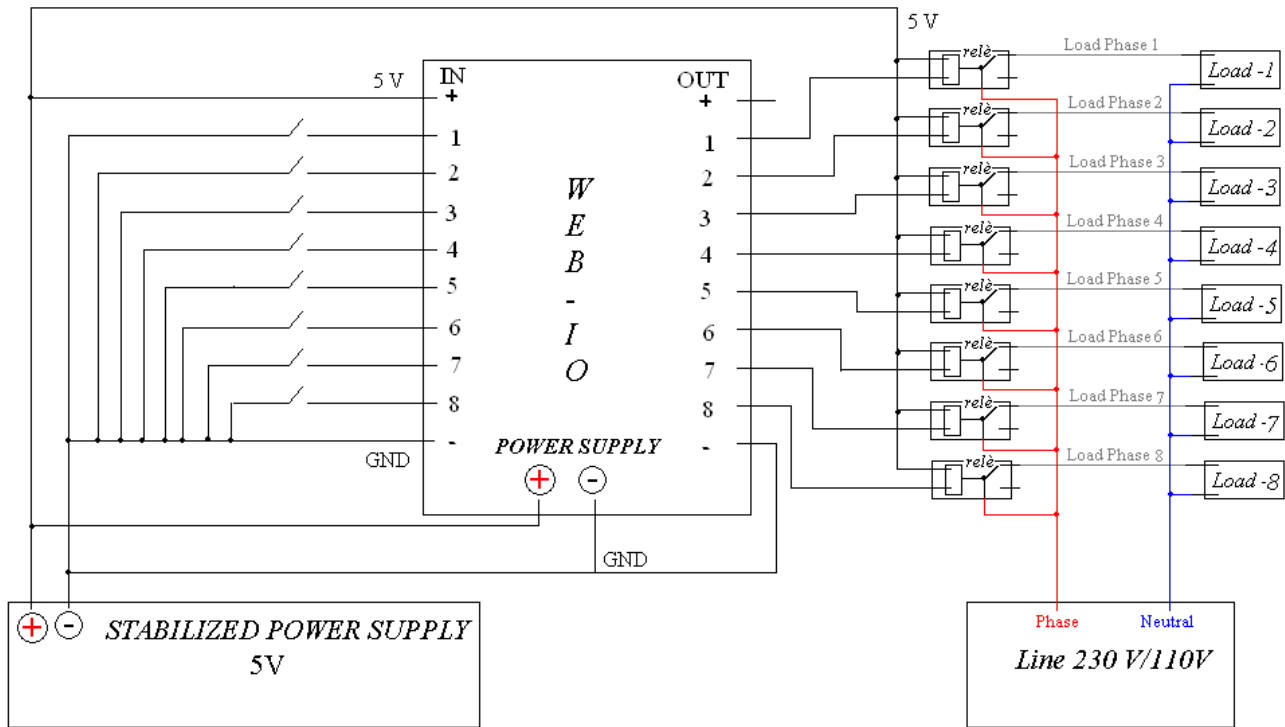 5 V
5 V
IN
+
1
2
3
4
5
6
7
8
-
GND
OUT
+
1
2
3
4
5
6
7
8
-
W
E
B
-
I
O
POWER SUPPLY
+ -
GND
relè
Load Phase 1
Load -1
relè
Load Phase 2
Load -2
relè
Load Phase 3
Load -3
relè
Load Phase 4
Load -4
relè
Load Phase 5
Load -5
relè
Load Phase 6
Load -6
relè
Load Phase 7
Load -7
relè
Load Phase 8
Load -8
+ - STABILIZED POWER SUPPLY
5V
Phase Neutral
Line 230 V/110V